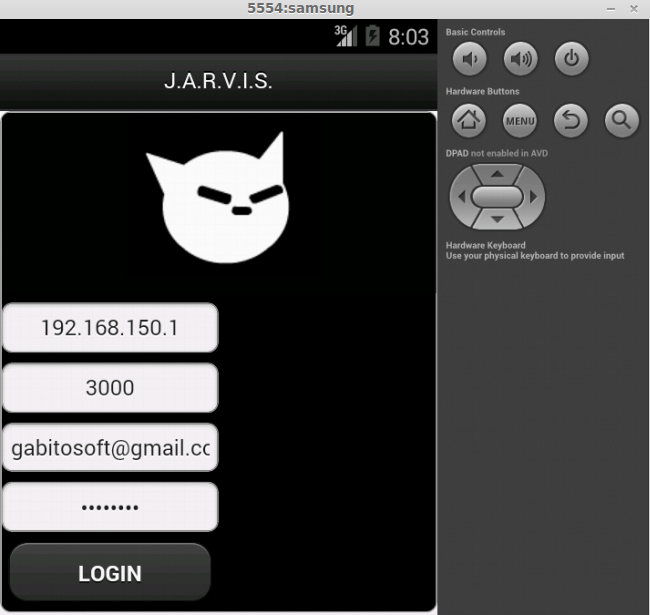 5554:samsung
3G 8:03
J.A.R.V.I.S.
192.168.150.1
3000
gabitosoft@gmail.cc
••••••••
LOGIN
Basic Controls
Hardware Buttons
MENU
DPAD not enabled in AVD
Hardware Keyboard
Use your physical keyboard to provide input